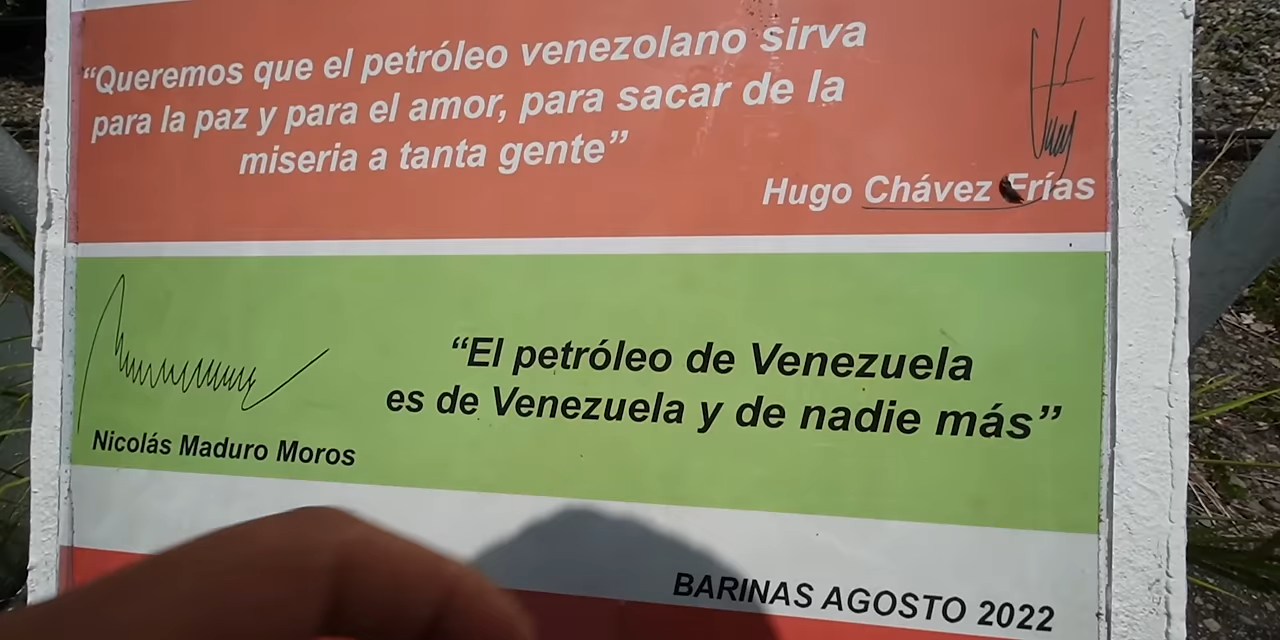 “Queremos que el petróleo venezolano sirva
para la paz y para el amor, para sacar de la
miseria a tanta gente”
Hugo Chávez Frías
“El petróleo de Venezuela
es de Venezuela y de nadie más”
Nicolás Maduro Moros
BARINAS AGOSTO 2022